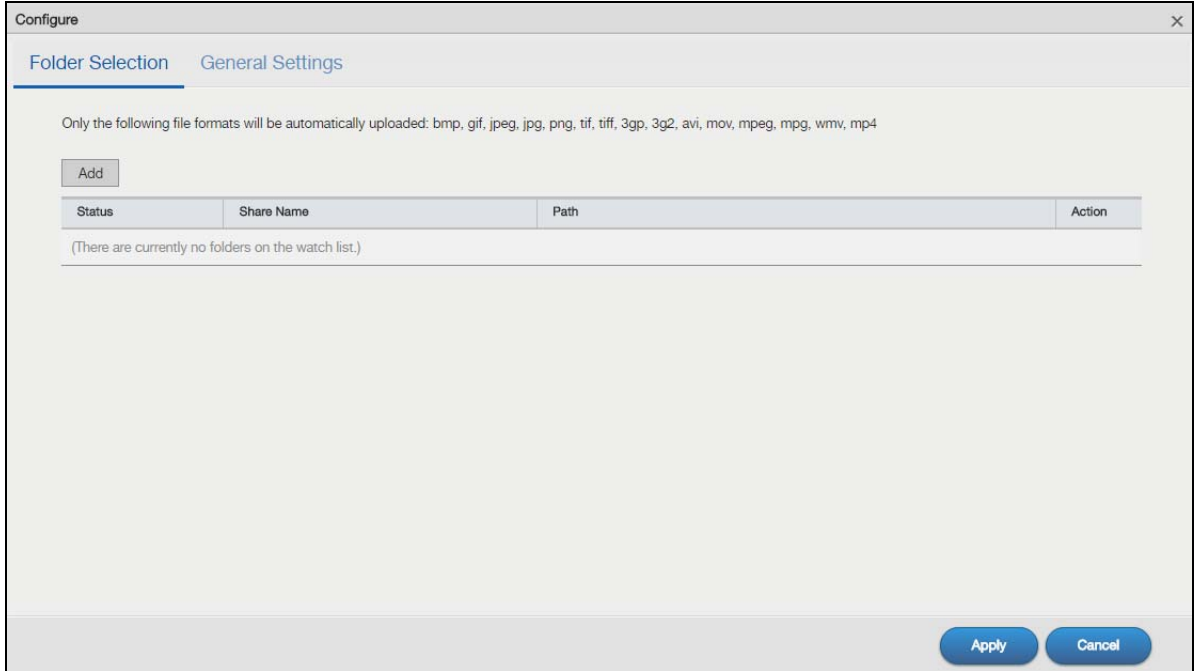 Configure
Folder Selection General Settings
Only the following file formats will be automatically uploaded: bmp, gif, jpeg, jpg, png, tif, tiff, 3gp, 3g2, avi, mov, mpeg, mpg, wmv, mp4
Add
Status Share Name Path Action
(There are currently no folders on the watch list.)
Apply Cancel